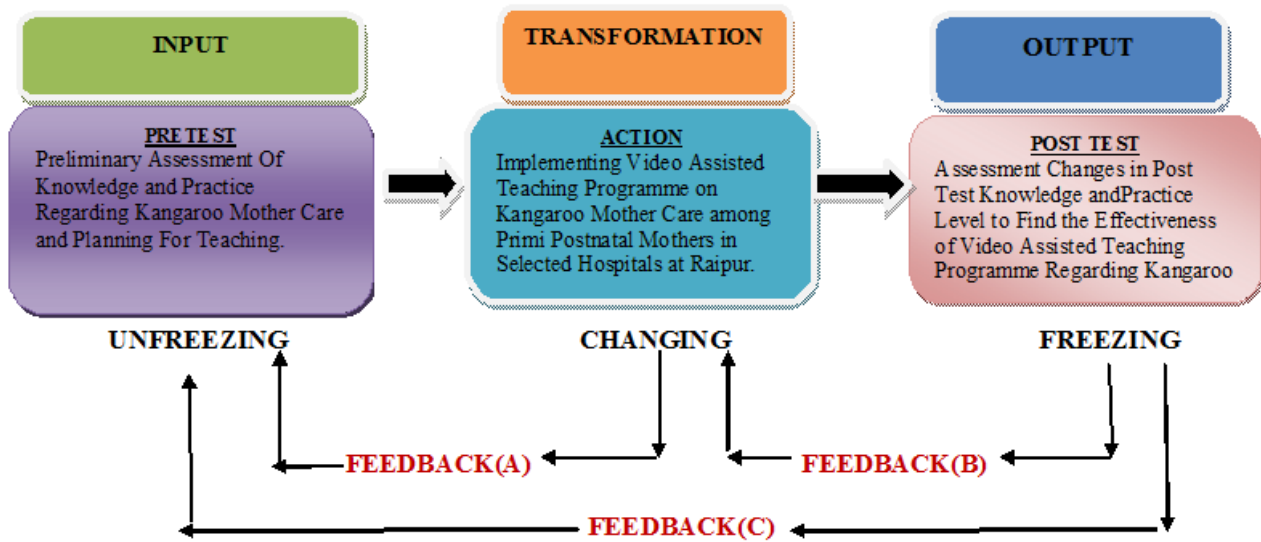 INPUT
TRANSFORMATION
OUTPUT
PRETEST
Preliminary Assessment Of
Knowledge and Practice
Regarding Kangaroo Mother Care
and Planning For Teaching.
ACTION
Implementing Video Assisted
Teaching Programme on
Kangaroo Mother Care among
Primi Postnatal Mothers in
Selected Hospitals at Raipur.
POST TEST
Assessment Changes in Post
Test Knowledge andPractice
Level to Find the Effectiveness
of Video Assisted Teaching
Programme Regarding Kangaroo
UNFREEZING
CHANGING
FREEZING
FEEDBACK(A)
FEEDBACK(B)
FEEDBACK(C)